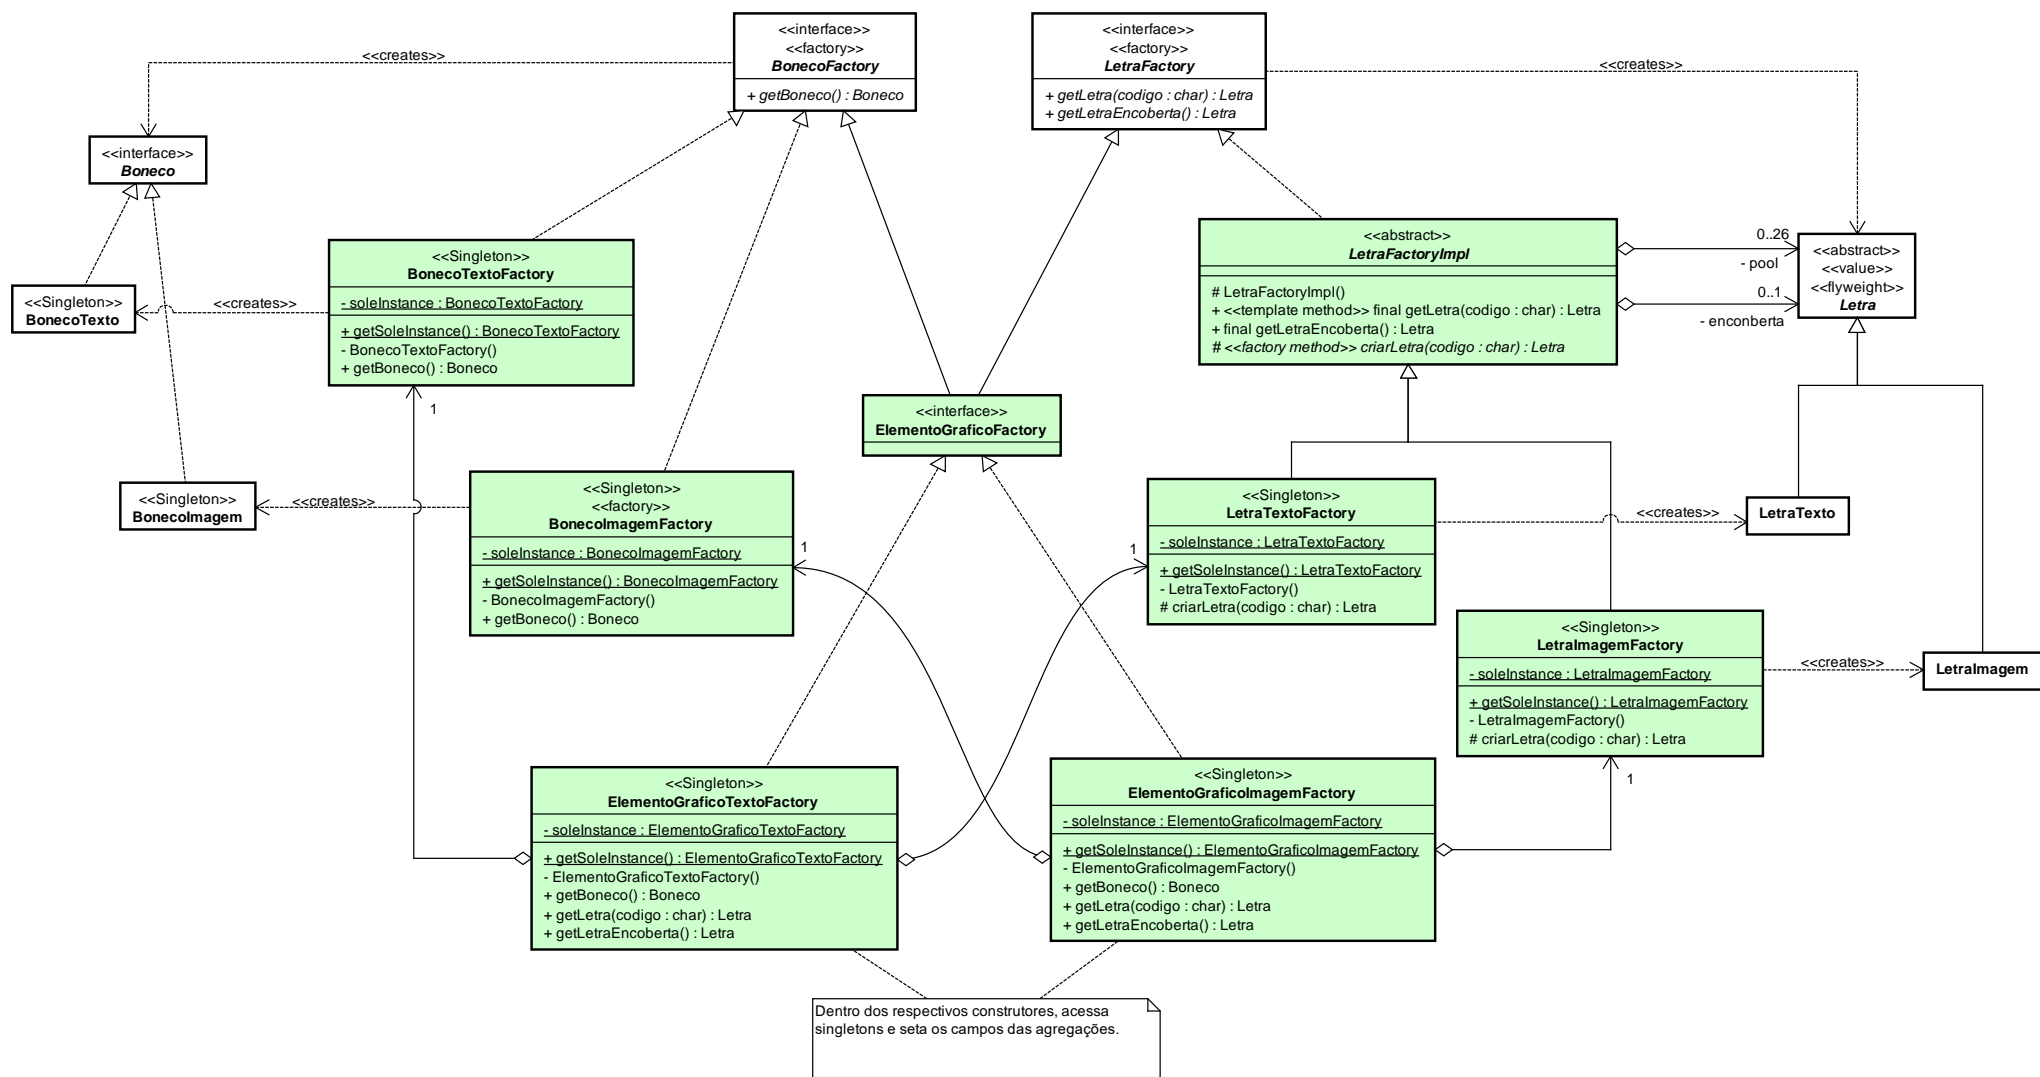 <<interface>>
<<factory>>
BonecoFactory
+ getBoneco() : Boneco
<<interface>>
<<factory>>
LetraFactory
+ getLetra(codigo : char) : Letra
+ getLetraEncoberta() : Letra
<<creates>>
<<creates>>
<<interface>>
Boneco
<<Singleton>>
BonecoTextoFactory
- soleInstance : BonecoTextoFactory
+ getSoleInstance() : BonecoTextoFactory
- BonecoTextoFactory()
+ getBoneco() : Boneco
1
<<abstract>>
LetraFactoryImpl
# LetraFactoryImpl()
+ <<template method>> final getLetra(codigo : char) : Letra
+ final getLetraEncoberta() : Letra
# <<factory method>> criarLetra(codigo : char) : Letra
0..26
- pool
0..1
- enconberta
<<abstract>>
<<value>>
<<flyweight>>
Letra
<<Singleton>>
BonecoTexto
<<creates>>
<<interface>>
ElementoGraficoFactory
<<Singleton>>
BonecoImagem
<<creates>>
<<Singleton>>
<<factory>>
BonecoImagemFactory
- soleInstance : BonecoImagemFactory
+ getSoleInstance() : BonecoImagemFactory
- BonecoImagemFactory()
+ getBoneco() : Boneco
1
1
<<Singleton>>
LetraTextoFactory
- soleInstance : LetraTextoFactory
+ getSoleInstance() : LetraTextoFactory
- LetraTextoFactory()
# criarLetra(codigo : char) : Letra
<<creates>>
LetraTexto
<<Singleton>>
LetraImagemFactory
- soleInstance : LetraImagemFactory
+ getSoleInstance() : LetraImagemFactory
- LetraImagemFactory()
# criarLetra(codigo : char) : Letra
<<creates>>
LetraImagem
1
<<Singleton>>
ElementoGraficoTextoFactory
- soleInstance : ElementoGraficoTextoFactory
+ getSoleInstance() : ElementoGraficoTextoFactory
- ElementoGraficoTextoFactory()
+ getBoneco() : Boneco
+ getLetra(codigo : char) : Letra
+ getLetraEncoberta() : Letra
<<Singleton>>
ElementoGraficoImagemFactory
- soleInstance : ElementoGraficoImagemFactory
+ getSoleInstance() : ElementoGraficoImagemFactory
- ElementoGraficoImagemFactory()
+ getBoneco() : Boneco
+ getLetra(codigo : char) : Letra
+ getLetraEncoberta() : Letra
Dentro dos respectivos construtores, acessa
singletons e seta os campos das agregações.